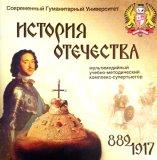 Современный Гуманитарный Университет
ИСТОРИЯ
ОТЕЧЕСТВА
мультимедийный
учебно-методический
комплекс-супертьютор
889
1917